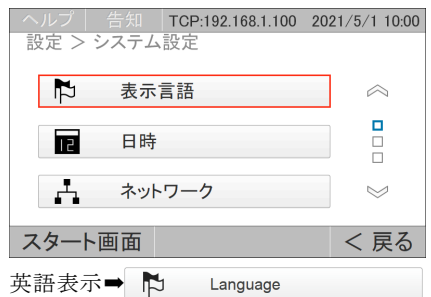 ヘルプ 告知 TCP:192.168.1.100 2021/5/1 10:00
設定 ＞ システム設定
表示言語
12 日時
ネットワーク
スタート画面 ＜ 戻る
英語表示➡ Language